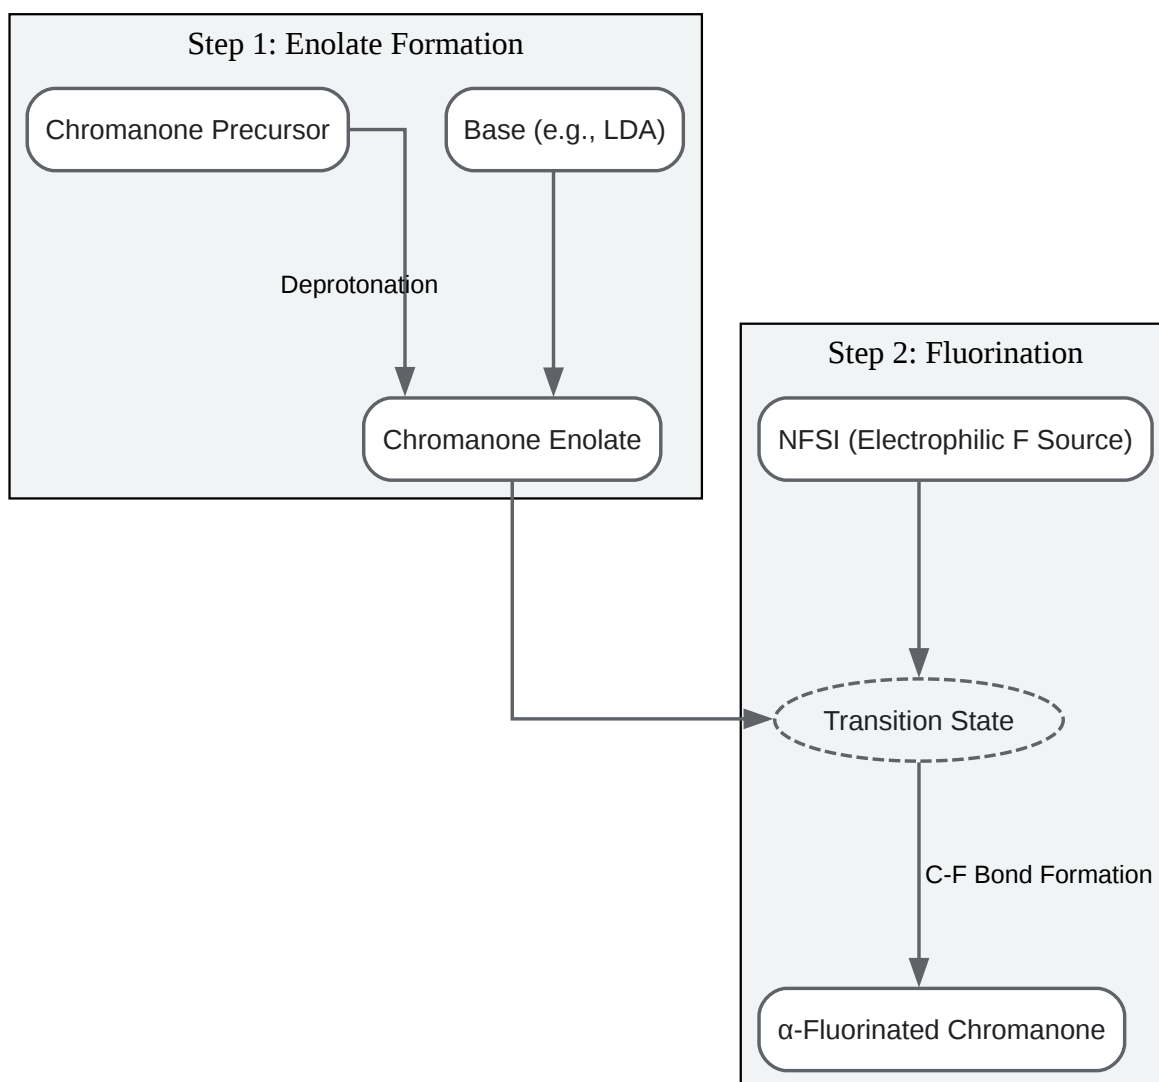 Step 1: Enolate Formation
Chromanone Precursor
Base (e.g., LDA)
Deprotonation
Chromanone Enolate
Step 2: Fluorination
NFSI (Electrophilic F Source)
Transition State
C-F Bond Formation
α-Fluorinated Chromanone